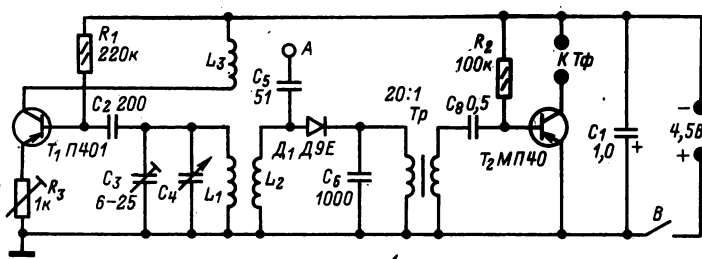 R1
220к
L3
A
C5
51
R2
100к
К Тф
20:1
Тр
C2 200
C8 0,5
T1 П401
Д1 Д9Е
T2 МП40
C1
1,0
+
−
4,5В
+
R3
1к
C3
6–25
C4
L1
L2
C6
1000
В